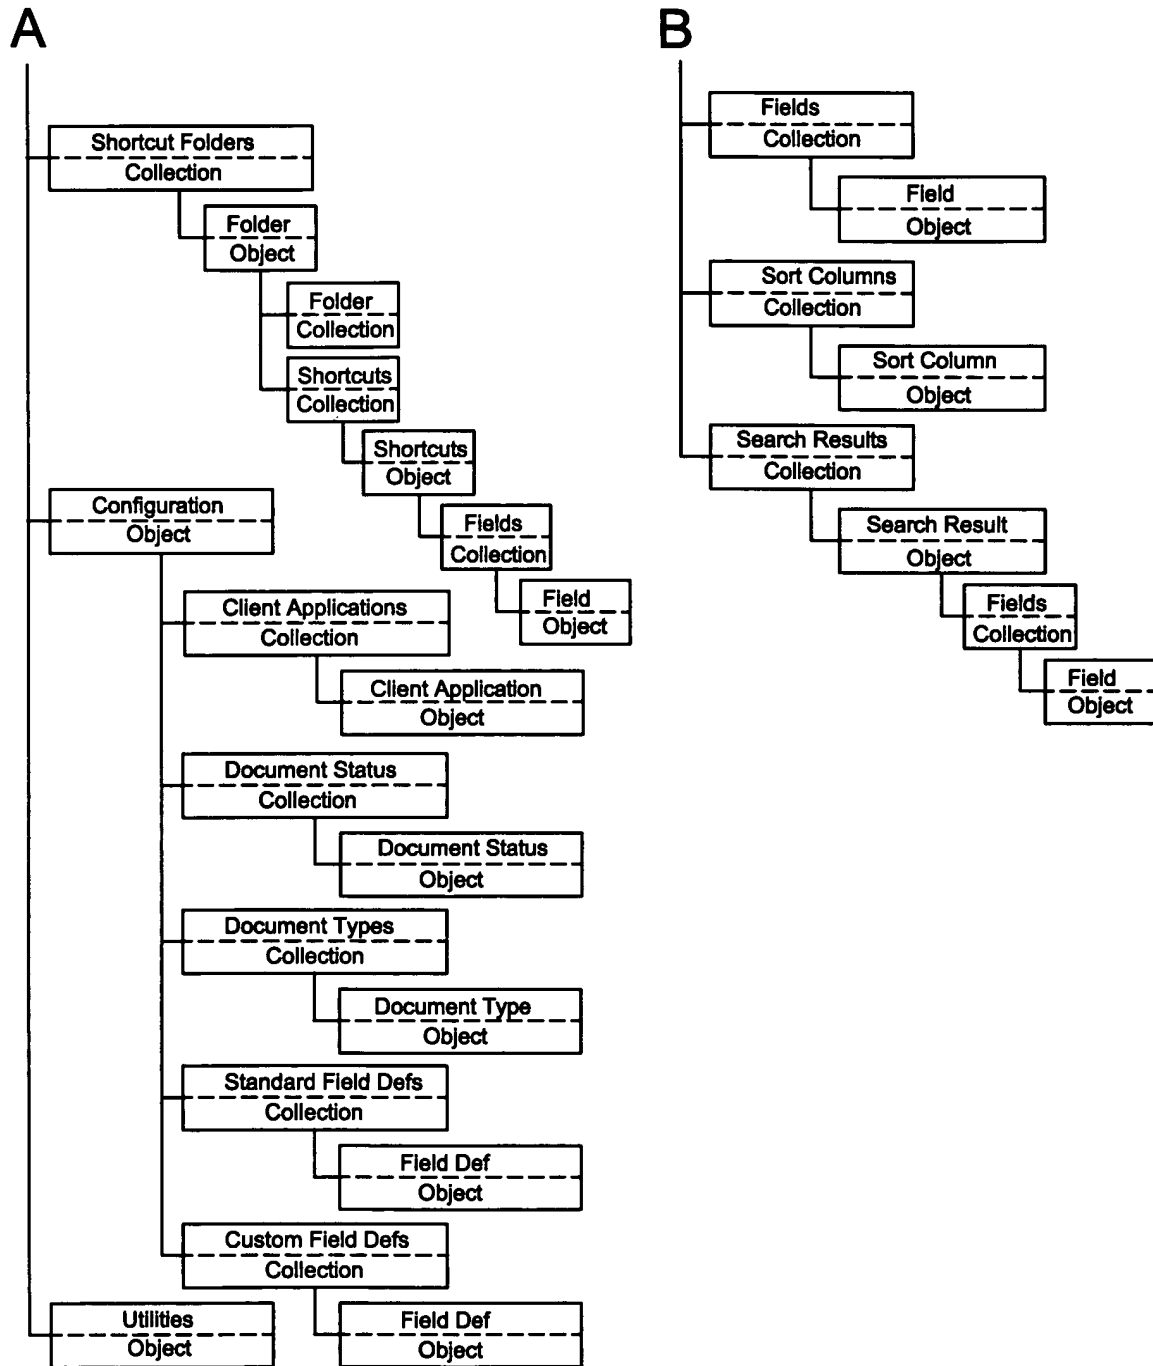 A
Shortcut Folders
Collection
Folder
Object
Folder
Collection
Shortcuts
Collection
Shortcuts
Object
Fields
Collection
Field
Object
Configuration
Object
Client Applications
Collection
Client Application
Object
Document Status
Collection
Document Status
Object
Document Types
Collection
Document Type
Object
Standard Field Defs
Collection
Field Def
Object
Custom Field Defs
Collection
Field Def
Object
Utilities
Object
B
Fields
Collection
Field
Object
Sort Columns
Collection
Sort Column
Object
Search Results
Collection
Search Result
Object
Fields
Collection
Field
Object